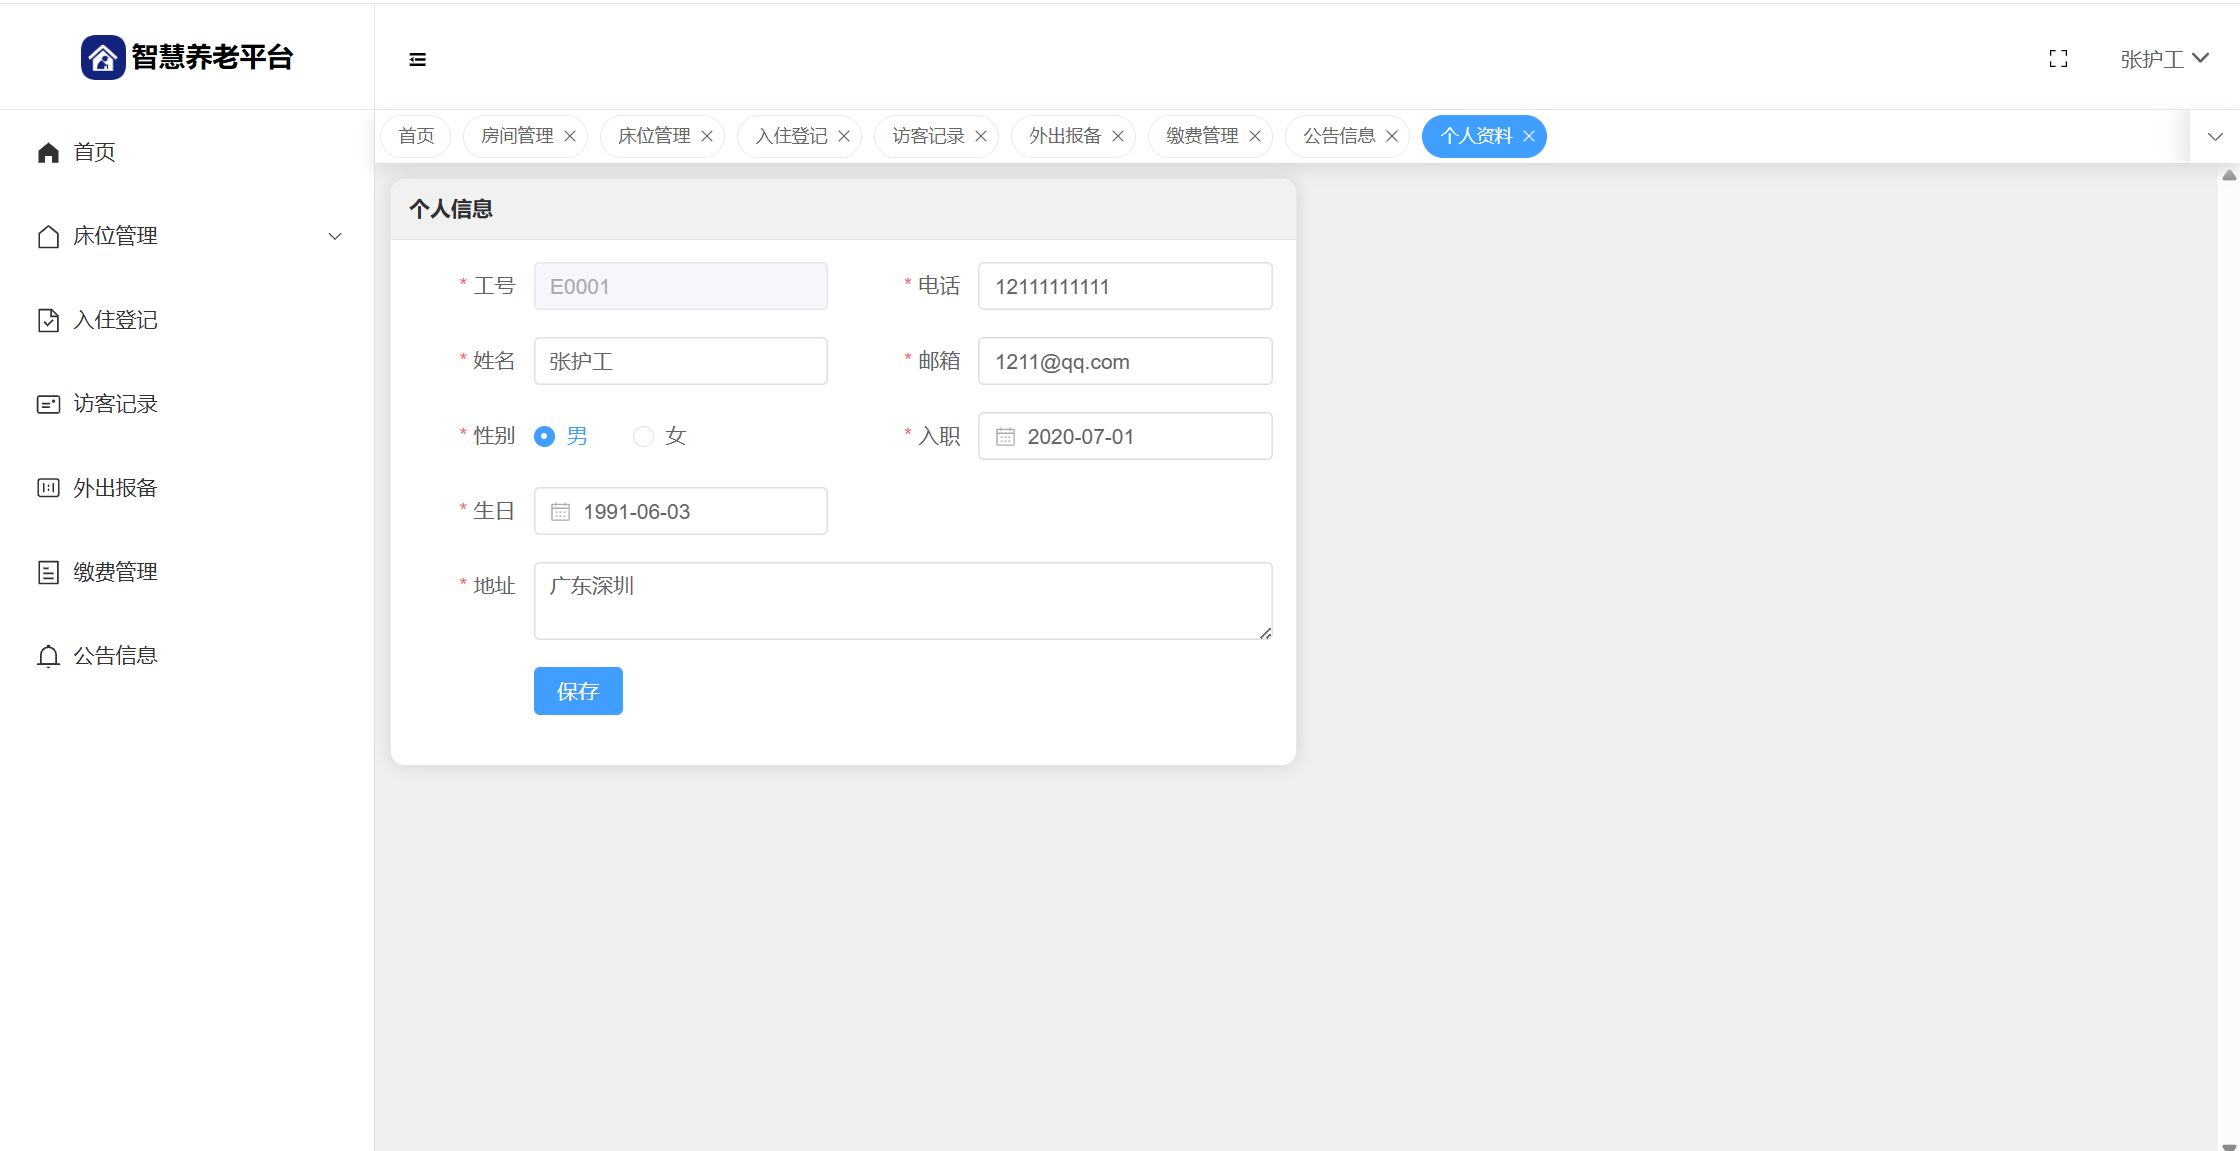 智慧养老平台
张护工
首页
床位管理
入住登记
访客记录
外出报备
缴费管理
公告信息
首页 房间管理 床位管理 入住登记 访客记录 外出报备 缴费管理 公告信息 个人资料
个人信息
* 工号 E0001 * 电话 12111111111
* 姓名 张护工 * 邮箱 1211@qq.com
* 性别 男 女 * 入职 2020-07-01
* 生日 1991-06-03
* 地址 广东深圳
保存